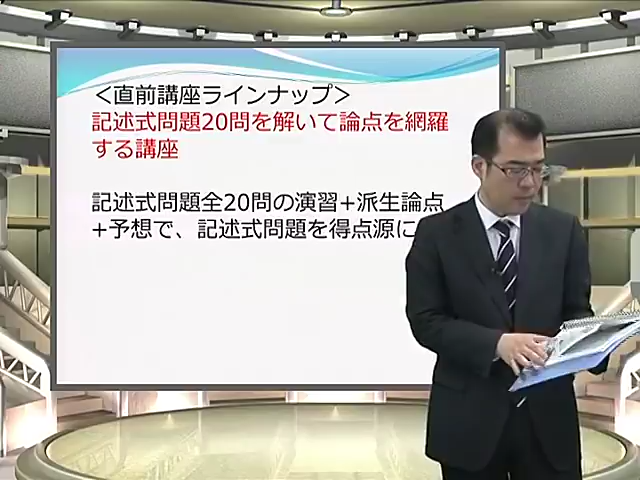 ＜直前講座ラインナップ＞
記述式問題20問を解いて論点を網羅
する講座
記述式問題全20問の演習+派生論点
+予想で、記述式問題を得点源に